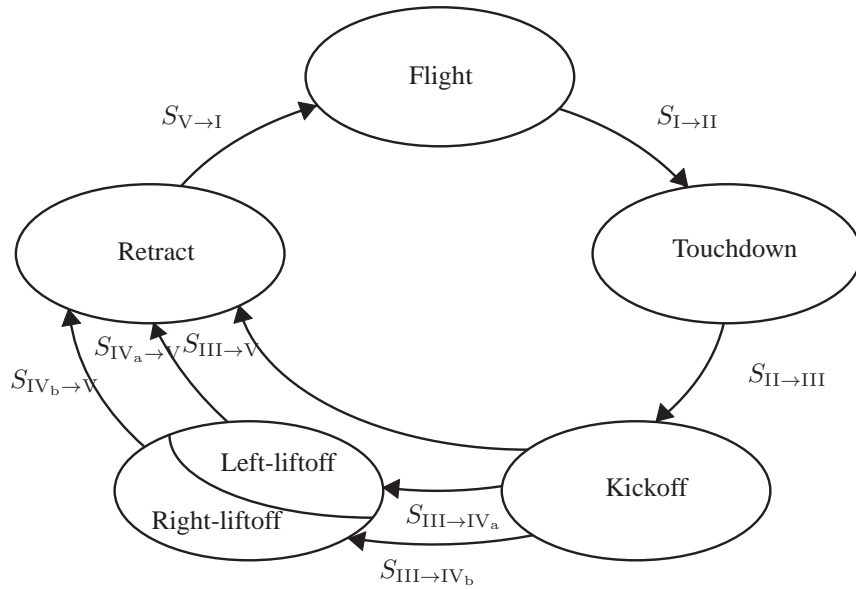 Flight
S_{V→I}
S_{I→II}
Retract
Touchdown
S_{IV_a→V}
S_{III→V}
S_{IV_b→V}
S_{II→III}
Left-liftoff
Kickoff
Right-liftoff
S_{III→IV_a}
S_{III→IV_b}